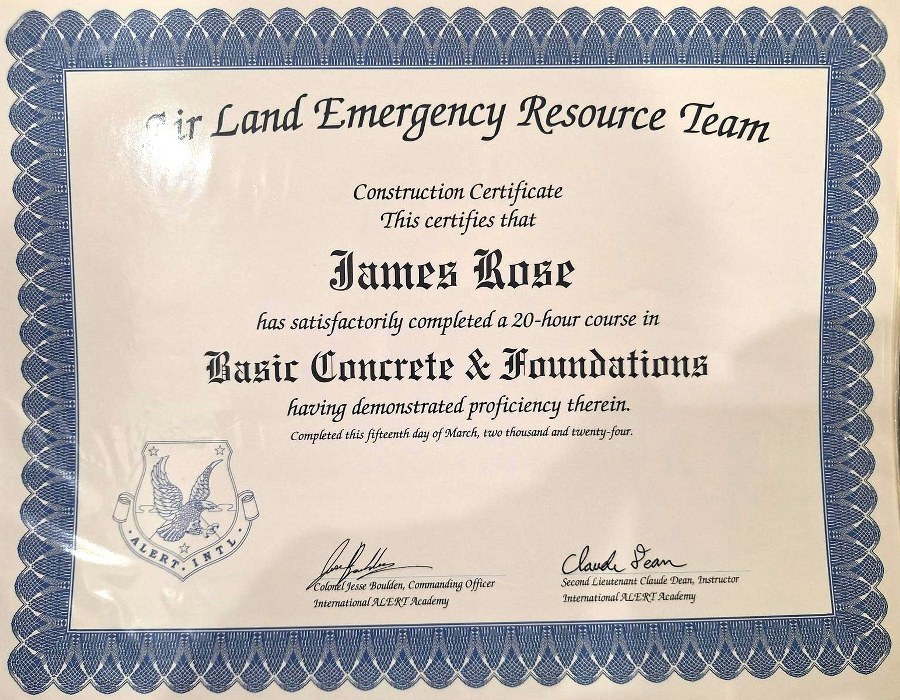 Air Land Emergency Resource Team
Construction Certificate
This certifies that
James Rose
has satisfactorily completed a 20-hour course in
Basic Concrete & Foundations
having demonstrated proficiency therein.
Completed this fifteenth day of March, two thousand and twenty-four.
·ALERT·INTL·
Colonel Jesse Boulden, Commanding Officer
International ALERT Academy
Claude Dean
Second Lieutenant Claude Dean, Instructor
International ALERT Academy